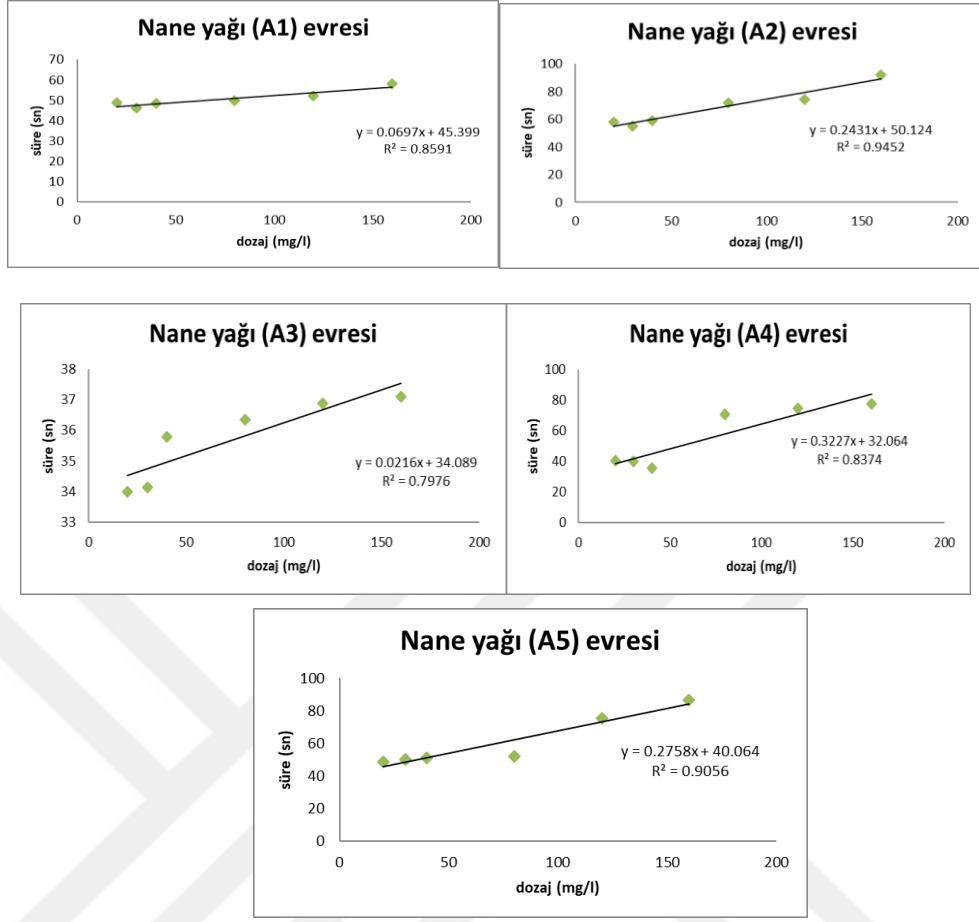 Nane yağı (A1) evresi
70
60
50
40
30
20
10
0
süre (sn)
y = 0.0697x + 45.399
R² = 0.8591
0 50 100 150 200
dozaj (mg/l)
Nane yağı (A2) evresi
100
80
60
40
20
0
süre (sn)
y = 0.2431x + 50.124
R² = 0.9452
0 50 100 150 200
dozaj (mg/l)
Nane yağı (A3) evresi
38
37
36
35
34
33
süre (sn)
y = 0.0216x + 34.089
R² = 0.7976
0 50 100 150 200
dozaj (mg/l)
Nane yağı (A4) evresi
100
80
60
40
20
0
süre (sn)
y = 0.3227x + 32.064
R² = 0.8374
0 50 100 150 200
dozaj (mg/l)
Nane yağı (A5) evresi
100
80
60
40
20
0
süre (sn)
y = 0.2758x + 40.064
R² = 0.9056
0 50 100 150 200
dozaj (mg/l)